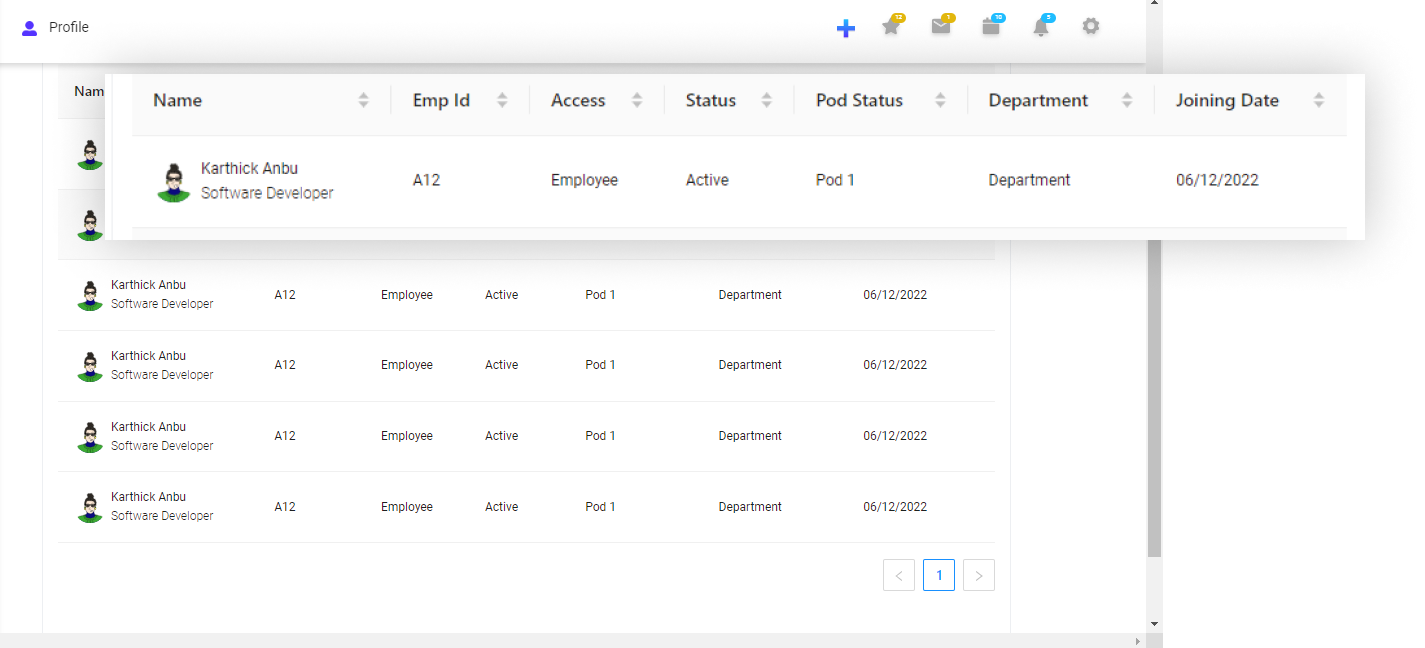 Profile
12
1
18
5
Nam
Name Emp Id Access Status Pod Status Department Joining Date
Karthick Anbu
Software Developer
A12 Employee Active Pod 1 Department 06/12/2022
Karthick Anbu
Software Developer
A12 Employee Active Pod 1 Department 06/12/2022
Karthick Anbu
Software Developer
A12 Employee Active Pod 1 Department 06/12/2022
Karthick Anbu
Software Developer
A12 Employee Active Pod 1 Department 06/12/2022
Karthick Anbu
Software Developer
A12 Employee Active Pod 1 Department 06/12/2022
< 1 >